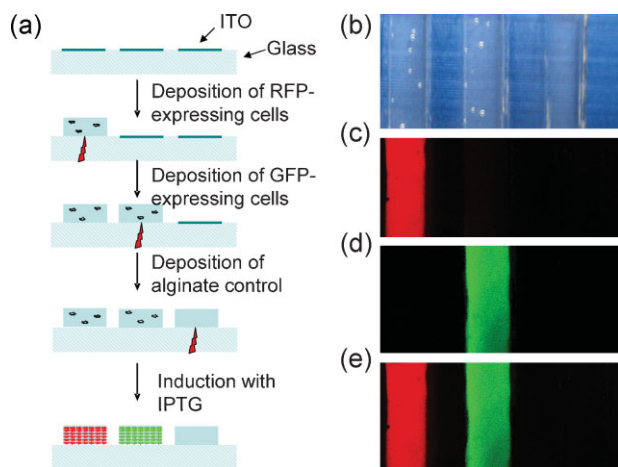 (a)
ITO
Glass
Deposition of RFP-
expressing cells
Deposition of GFP-
expressing cells
Deposition of
alginate control
Induction with
IPTG
(b)
(c)
(d)
(e)